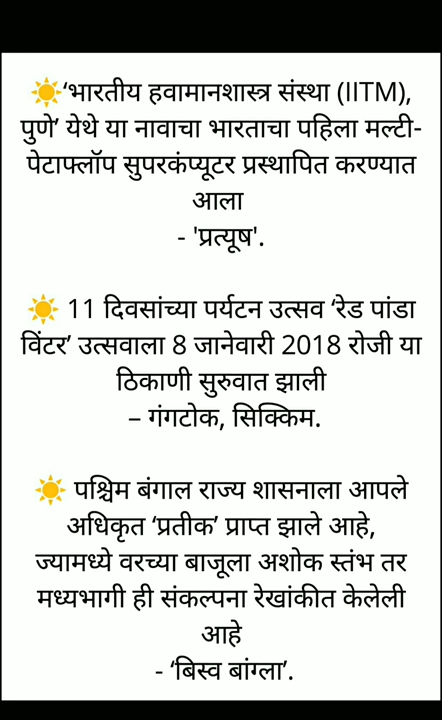 ☀️‘भारतीय हवामानशास्त्र संस्था (IITM),
पुणे’ येथे या नावाचा भारताचा पहिला मल्टी-
पेटाफ्लॉप सुपरकंप्यूटर प्रस्थापित करण्यात
आला
- 'प्रत्यूष'.
☀️ 11 दिवसांच्या पर्यटन उत्सव ‘रेड पांडा
विंटर’ उत्सवाला 8 जानेवारी 2018 रोजी या
ठिकाणी सुरुवात झाली
– गंगटोक, सिक्किम.
☀️ पश्चिम बंगाल राज्य शासनाला आपले
अधिकृत ‘प्रतीक’ प्राप्त झाले आहे,
ज्यामध्ये वरच्या बाजूला अशोक स्तंभ तर
मध्यभागी ही संकल्पना रेखांकीत केलेली
आहे
- ‘बिस्व बांग्ला’.